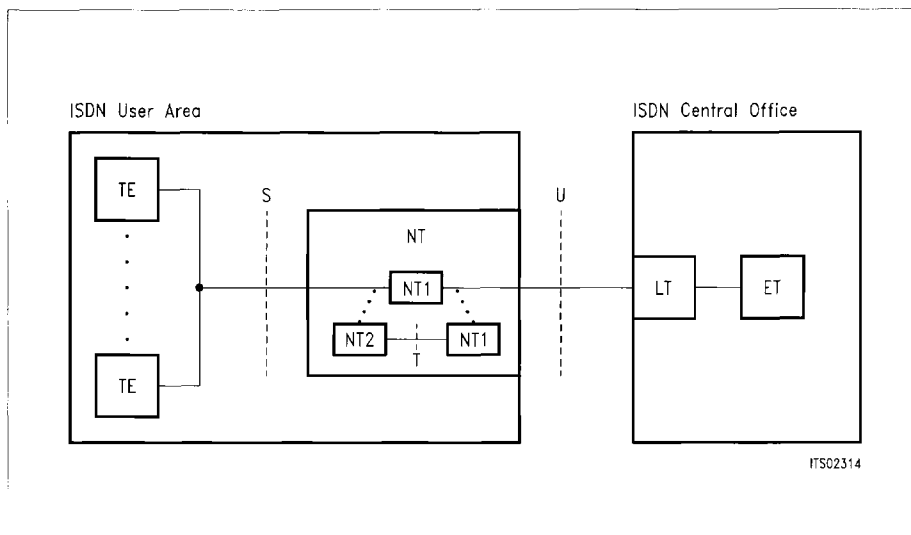 ISDN User Area
ISDN Central Office
TE
S
U
NT
NT1
LT
ET
NT2
T
NT1
TE
ITS02314